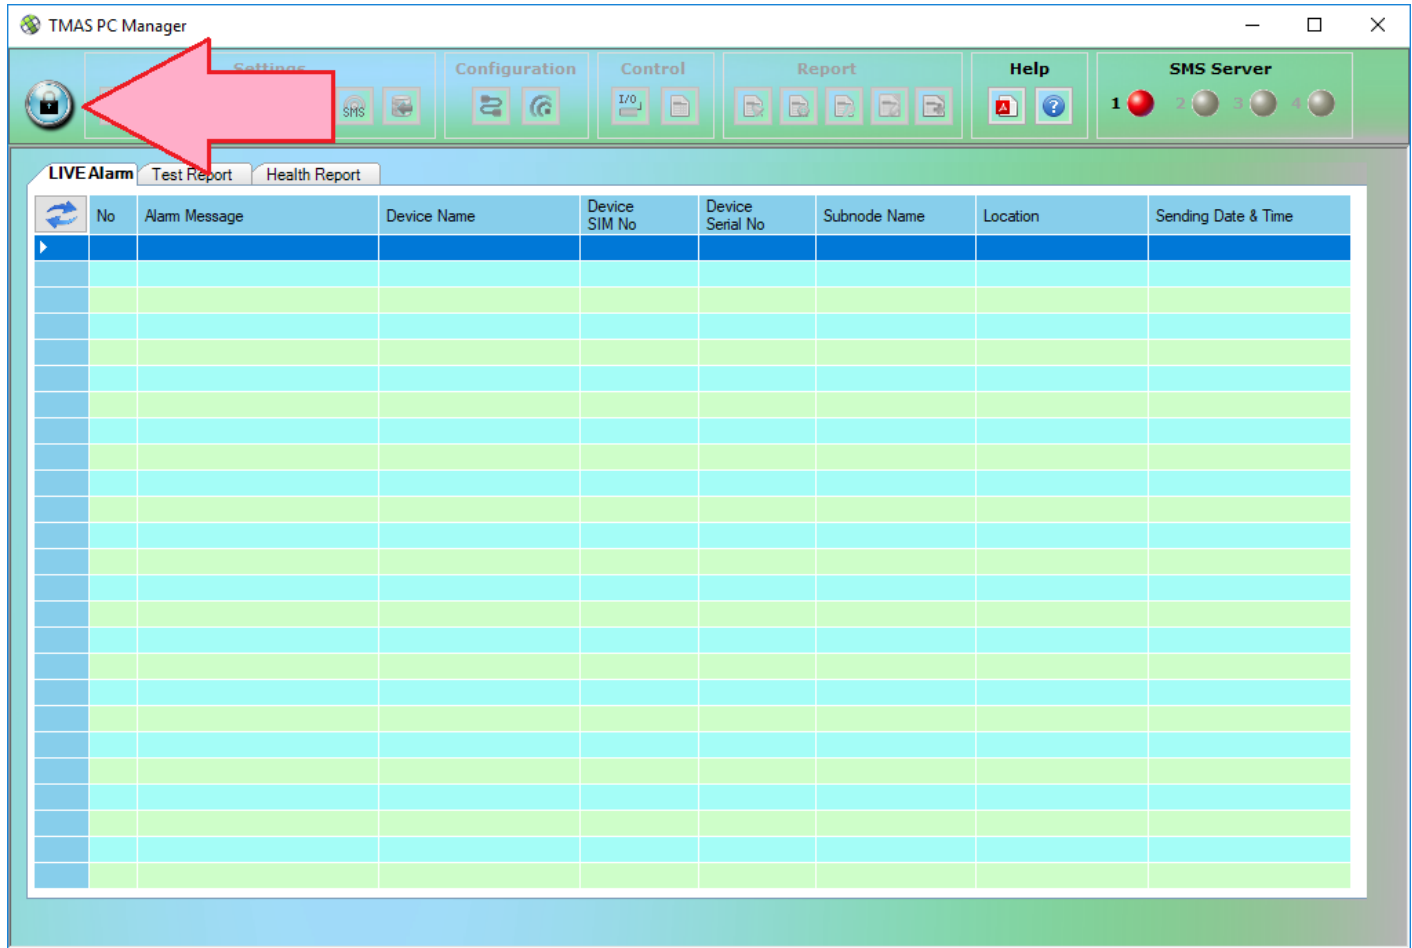 TMAS PC Manager
Settings Configuration Control Report Help SMS Server
SMS I/O 1 2 3 4
LIVE Alarm Test Report Health Report
No Alarm Message Device Name Device SIM No Device Serial No Subnode Name Location Sending Date & Time